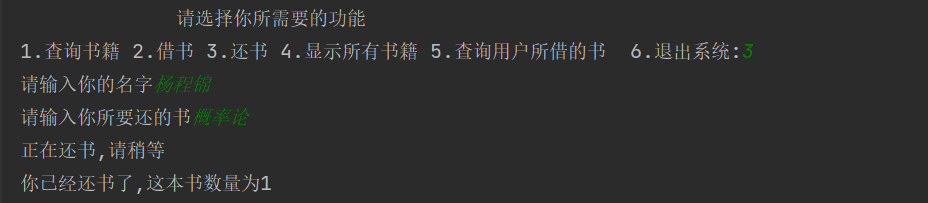 请选择你所需要的功能
1.查询书籍 2.借书 3.还书 4.显示所有书籍 5.查询用户所借的书  6.退出系统:3
请输入你的名字杨程锦
请输入你所要还的书概率论
正在还书,请稍等
你已经还书了,这本书数量为1